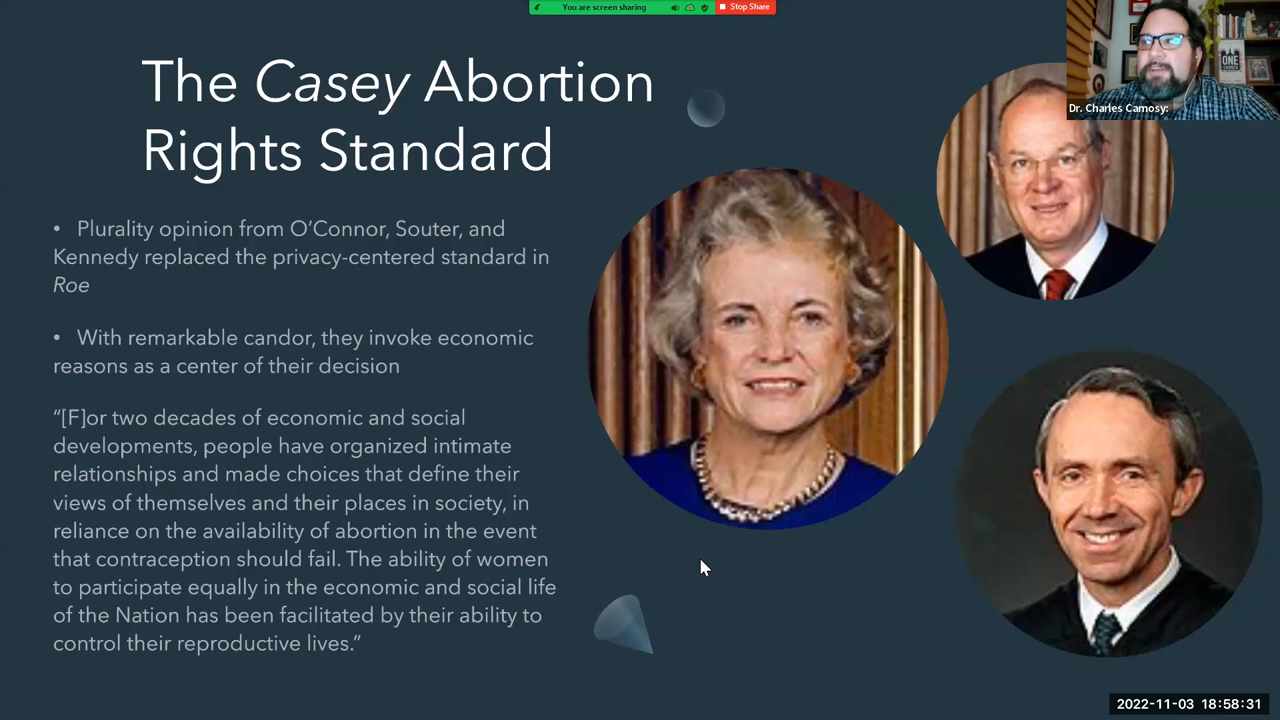 You are screen sharing
Stop Share
The Casey Abortion
Rights Standard
Dr. Charles Camosy:
ONE
• Plurality opinion from O’Connor, Souter, and
Kennedy replaced the privacy-centered standard in
Roe
• With remarkable candor, they invoke economic
reasons as a center of their decision
“[F]or two decades of economic and social
developments, people have organized intimate
relationships and made choices that define their
views of themselves and their places in society, in
reliance on the availability of abortion in the event
that contraception should fail. The ability of women
to participate equally in the economic and social life
of the Nation has been facilitated by their ability to
control their reproductive lives.”
2022-11-03 18:58:31